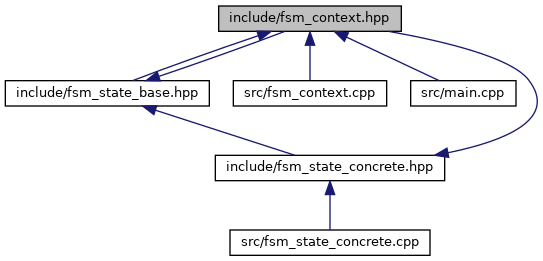 include/fsm_context.hpp
include/fsm_state_base.hpp
src/fsm_context.cpp
src/main.cpp
include/fsm_state_concrete.hpp
src/fsm_state_concrete.cpp